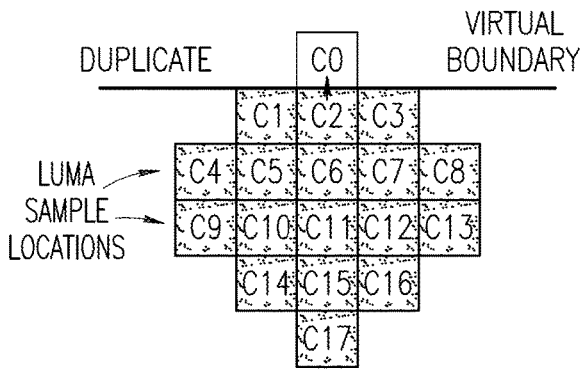 DUPLICATE
C0
VIRTUAL
BOUNDARY
C1 C2 C3
C4 C5 C6 C7 C8
C9 C10 C11 C12 C13
C14 C15 C16
C17
LUMA
SAMPLE
LOCATIONS